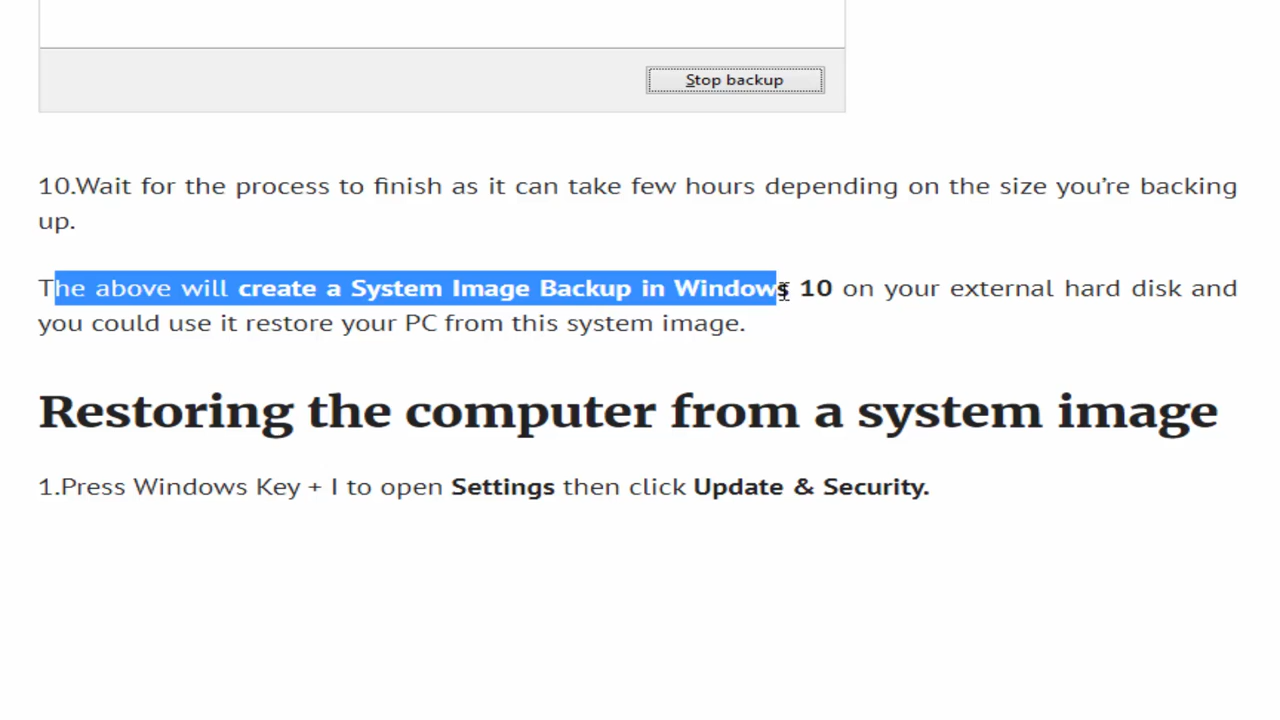 Stop backup
10.Wait for the process to finish as it can take few hours depending on the size you’re backing
up.
The above will create a System Image Backup in Windows 10 on your external hard disk and
you could use it restore your PC from this system image.
Restoring the computer from a system image
1.Press Windows Key + I to open Settings then click Update & Security.